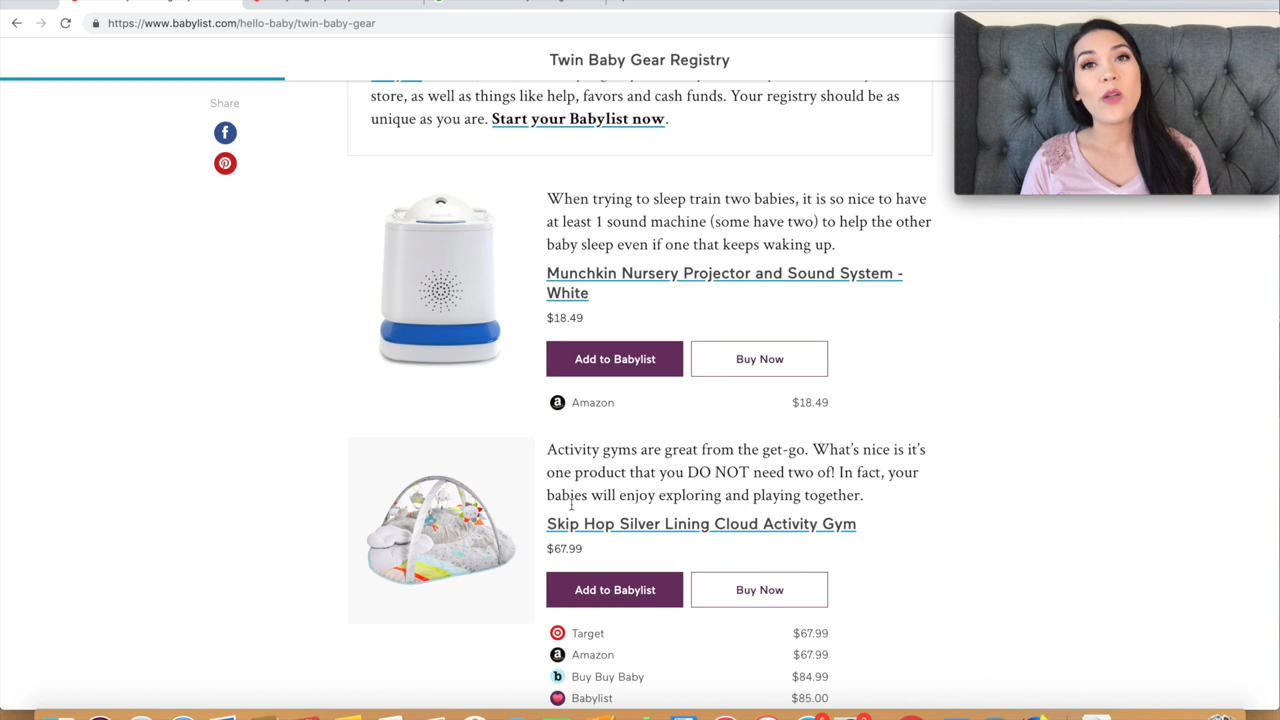 https://www.babylist.com/hello-baby/twin-baby-gear
Twin Baby Gear Registry
Share
store, as well as things like help, favors and cash funds. Your registry should be as
unique as you are. Start your Babylist now.
When trying to sleep train two babies, it is so nice to have
at least 1 sound machine (some have two) to help the other
baby sleep even if one that keeps waking up.
Munchkin Nursery Projector and Sound System -
White
$18.49
Add to Babylist
Buy Now
Amazon
$18.49
Activity gyms are great from the get-go. What's nice is it's
one product that you DO NOT need two of! In fact, your
babies will enjoy exploring and playing together.
Skip Hop Silver Lining Cloud Activity Gym
$67.99
Add to Babylist
Buy Now
Target
$67.99
Amazon
$67.99
Buy Buy Baby
$84.99
Babylist
$85.00